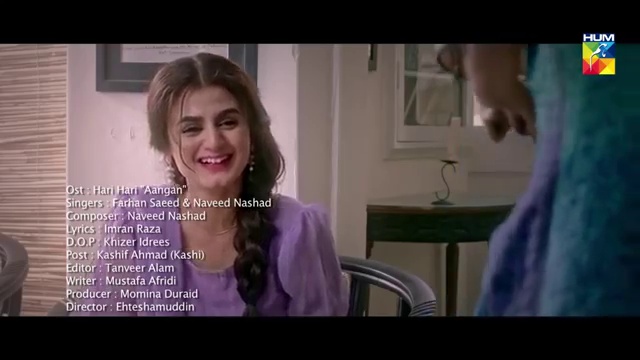 HUM
Ost : Hari Hari "Aangan"
Singers : Farhan Saeed & Naveed Nashad
Composer : Naveed Nashad
Lyrics : Imran Raza
D.O.P : Khizer Idrees
Post : Kashif Ahmad (Kashi)
Editor : Tanveer Alam
Writer : Mustafa Afridi
Producer : Momina Duraid
Director : Ehteshamuddin